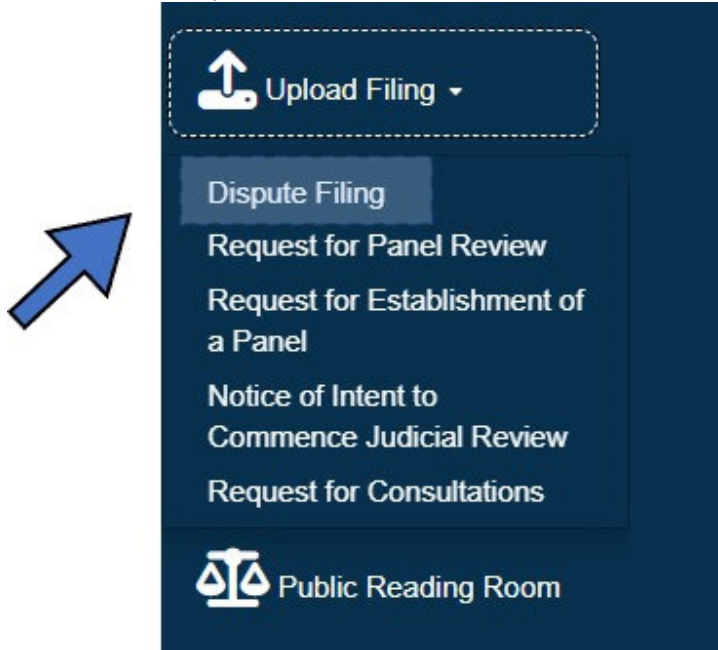 Upload Filing
Dispute Filing
Request for Panel Review
Request for Establishment of
a Panel
Notice of Intent to
Commence Judicial Review
Request for Consultations
Public Reading Room